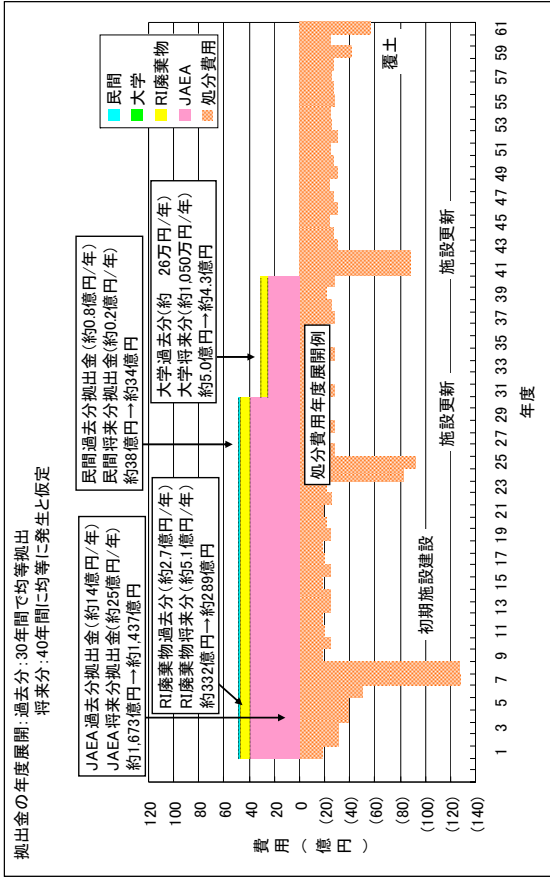 拠出金の年度展開：過去分：30年間で均等拠出
将来分：40年間に均等に発生と仮定
JAEA過去分拠出金（約14億円/年）
JAEA将来分拠出金（約25億円/年）
約1,673億円→約1,437億円
民間過去分拠出金（約0.8億円/年）
民間将来分拠出金（約0.2億円/年）
約38億円→約34億円
RI廃棄物過去分（約2.7億円/年）
RI廃棄物将来分（約5.1億円/年）
約332億円→約289億円
大学過去分（約　26万円/年）
大学将来分（約1,050万円/年）
約5.0億円→約4.3億円
民間
大学
RI廃棄物
JAEA
処分費用
費用（億円）
120
100
80
60
40
20
0
(20)
(40)
(60)
(80)
(100)
(120)
(140)
処分費用年度展開例
初期施設建設
施設更新
施設更新
覆土
1 3 5 7 9 11 13 15 17 19 21 23 25 27 29 31 33 35 37 39 41 43 45 47 49 51 53 55 57 59 61
年度